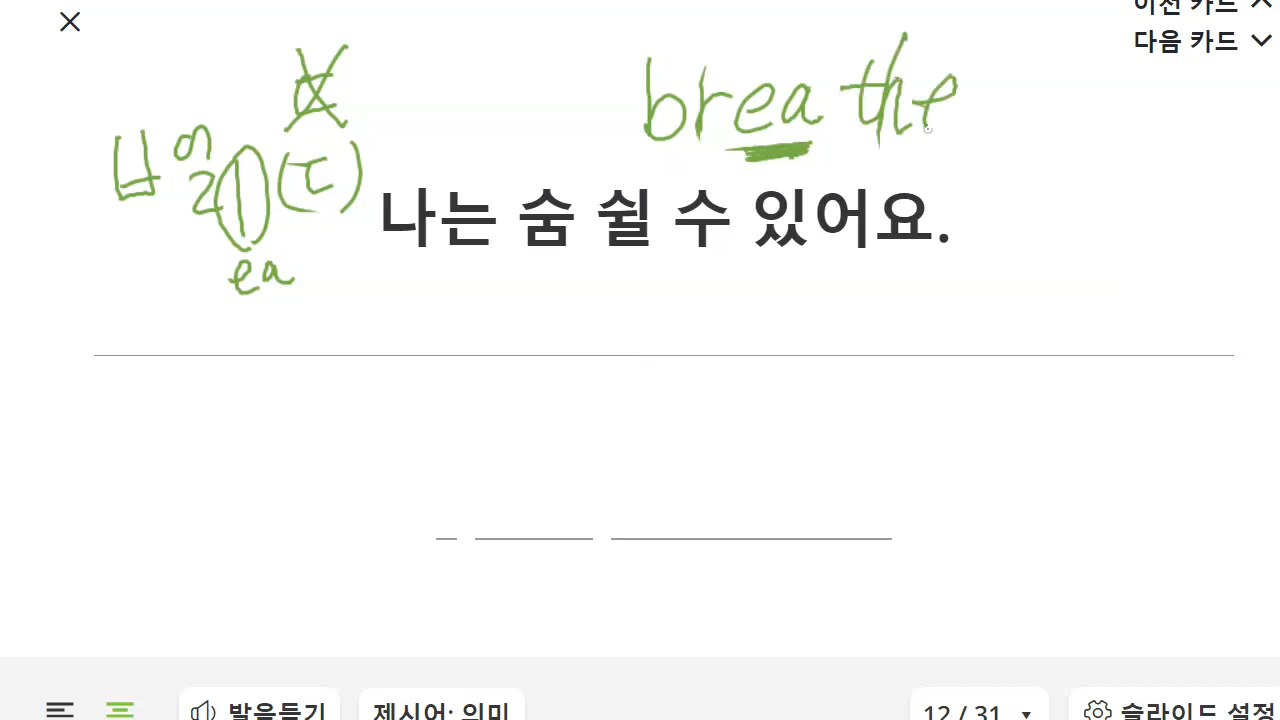 이전 카드
다음 카드
breathe
ea
나는 숨 쉴 수 있어요.
발음듣기
제시어: 의미
12 / 31
슬라이드 설정